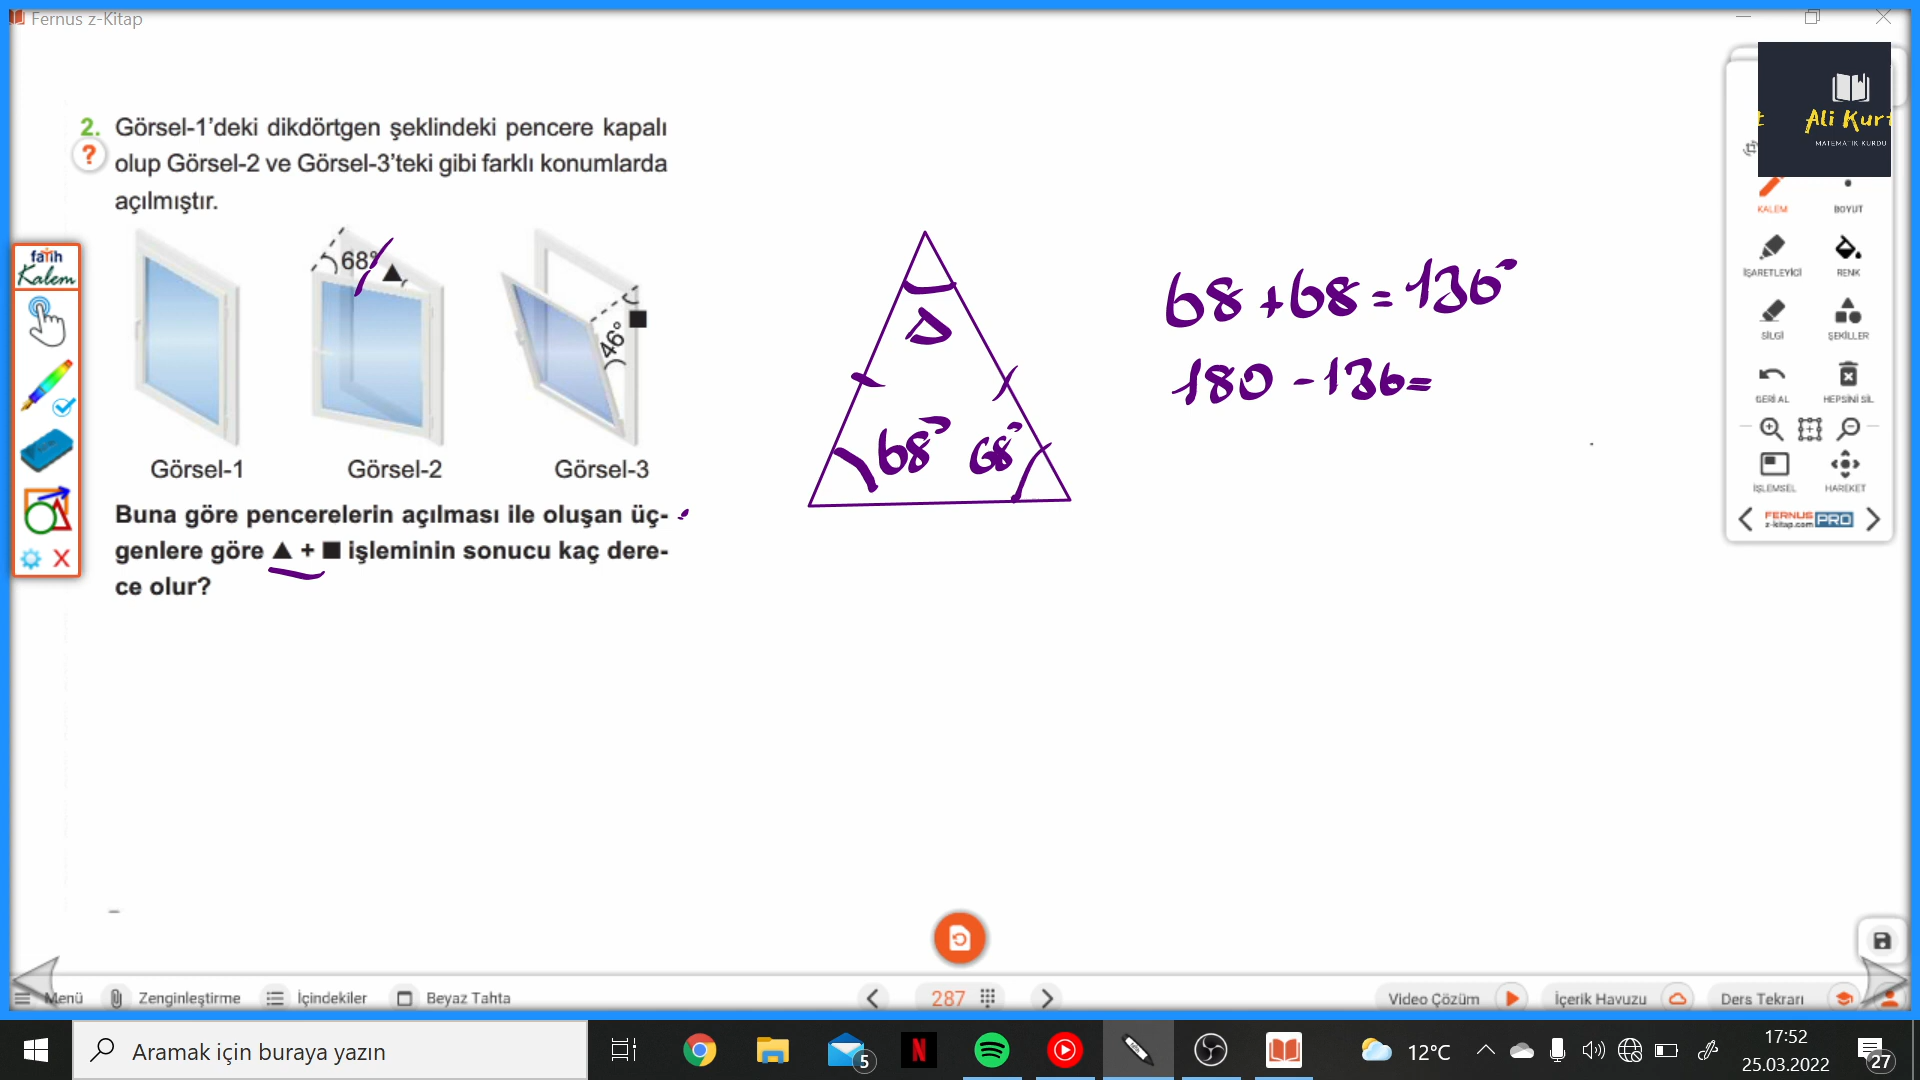 Fernus z-Kitap
2. Görsel-1'deki dikdörtgen şeklindeki pencere kapalı
? olup Görsel-2 ve Görsel-3'teki gibi farklı konumlarda
açılmıştır.
68°
▲
■
46°
Görsel-1
Görsel-2
Görsel-3
Buna göre pencerelerin açılması ile oluşan üç-
genlere göre ▲ + ■ işleminin sonucu kaç dere-
ce olur?
△
68°
68°
68 + 68 = 136°
180 - 136 =
fatih
Kalem
Ali Kurt
MATEMATİK KURDU
KALEM
BOYUT
İŞARETLEYİCİ
RENK
SİLGİ
ŞEKİLLER
GERİ AL
HEPSİNİ SİL
İŞLEMSEL
HAREKET
FERNUS
z-kitap.com PRO
Menü
Zenginleştirme
İçindekiler
Beyaz Tahta
287
Video Çözüm
İçerik Havuzu
Ders Tekrarı
Aramak için buraya yazın
5
N
12°C
17:52
25.03.2022
27